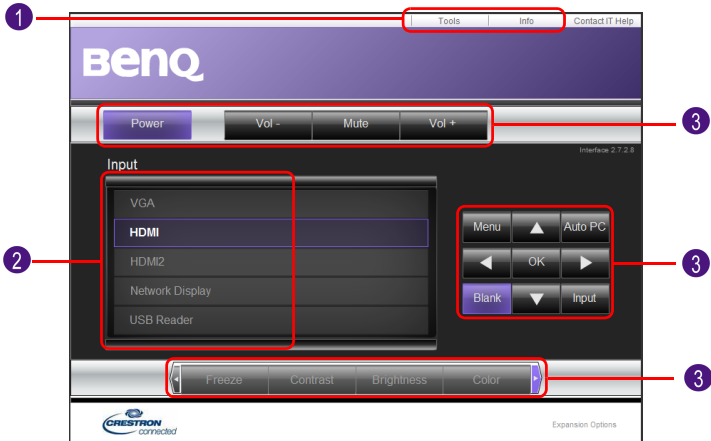 1
Tools Info Contact IT Help
BenQ
Power Vol - Mute Vol + 3
Interface 2.7.2.8
Input
VGA
HDMI
HDMI2
Network Display
USB Reader
2
Menu Auto PC
OK 3
Blank Input
Freeze Contrast Brightness Color 3
CRESTRON
connected
Expansion Options